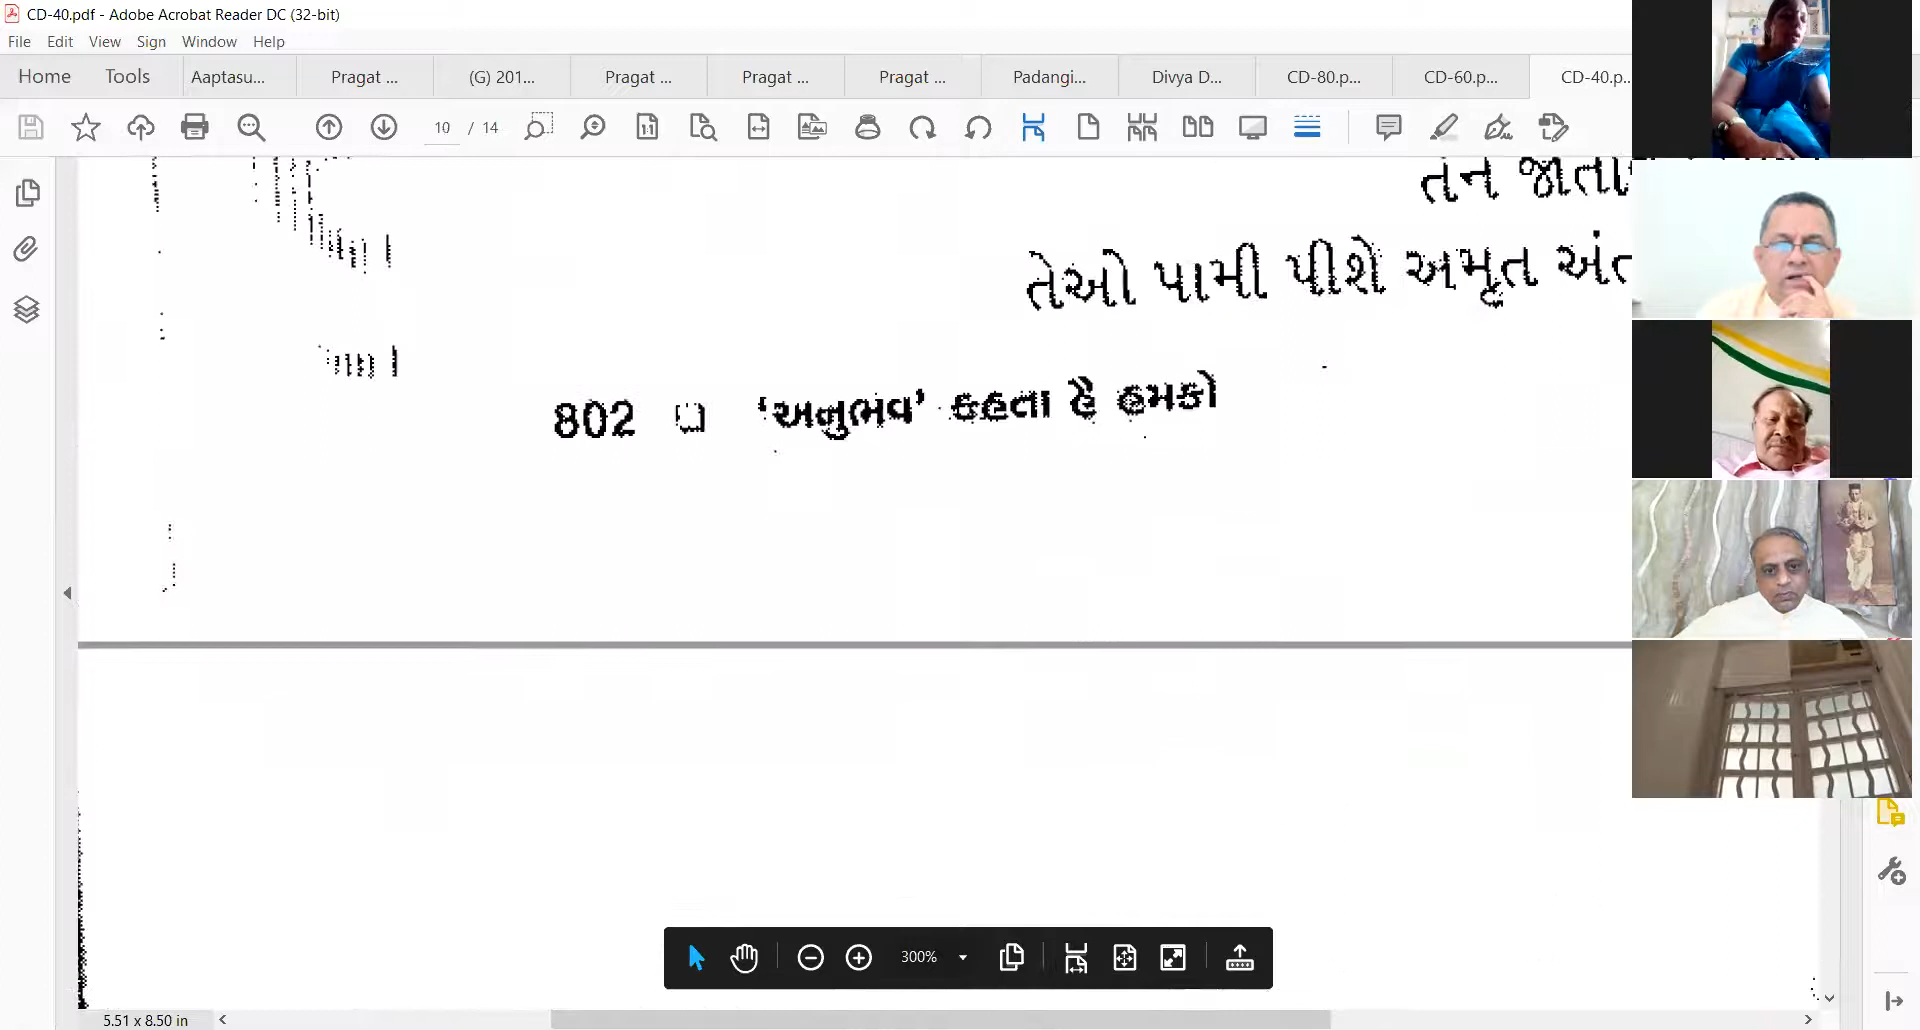 CD-40.pdf - Adobe Acrobat Reader DC (32-bit)
File Edit View Sign Window Help
Home Tools Aaptasu... Pragat ... (G) 201... Pragat ... Pragat ... Pragat ... Padangi... Divya D... CD-80.p... CD-60.p... CD-40.p...
10 / 14
તેઓ પામી પીશે અમૃત
802 ‘અનુભવ’ કહતા હૈ હમકો
300%
5.51 x 8.50 in